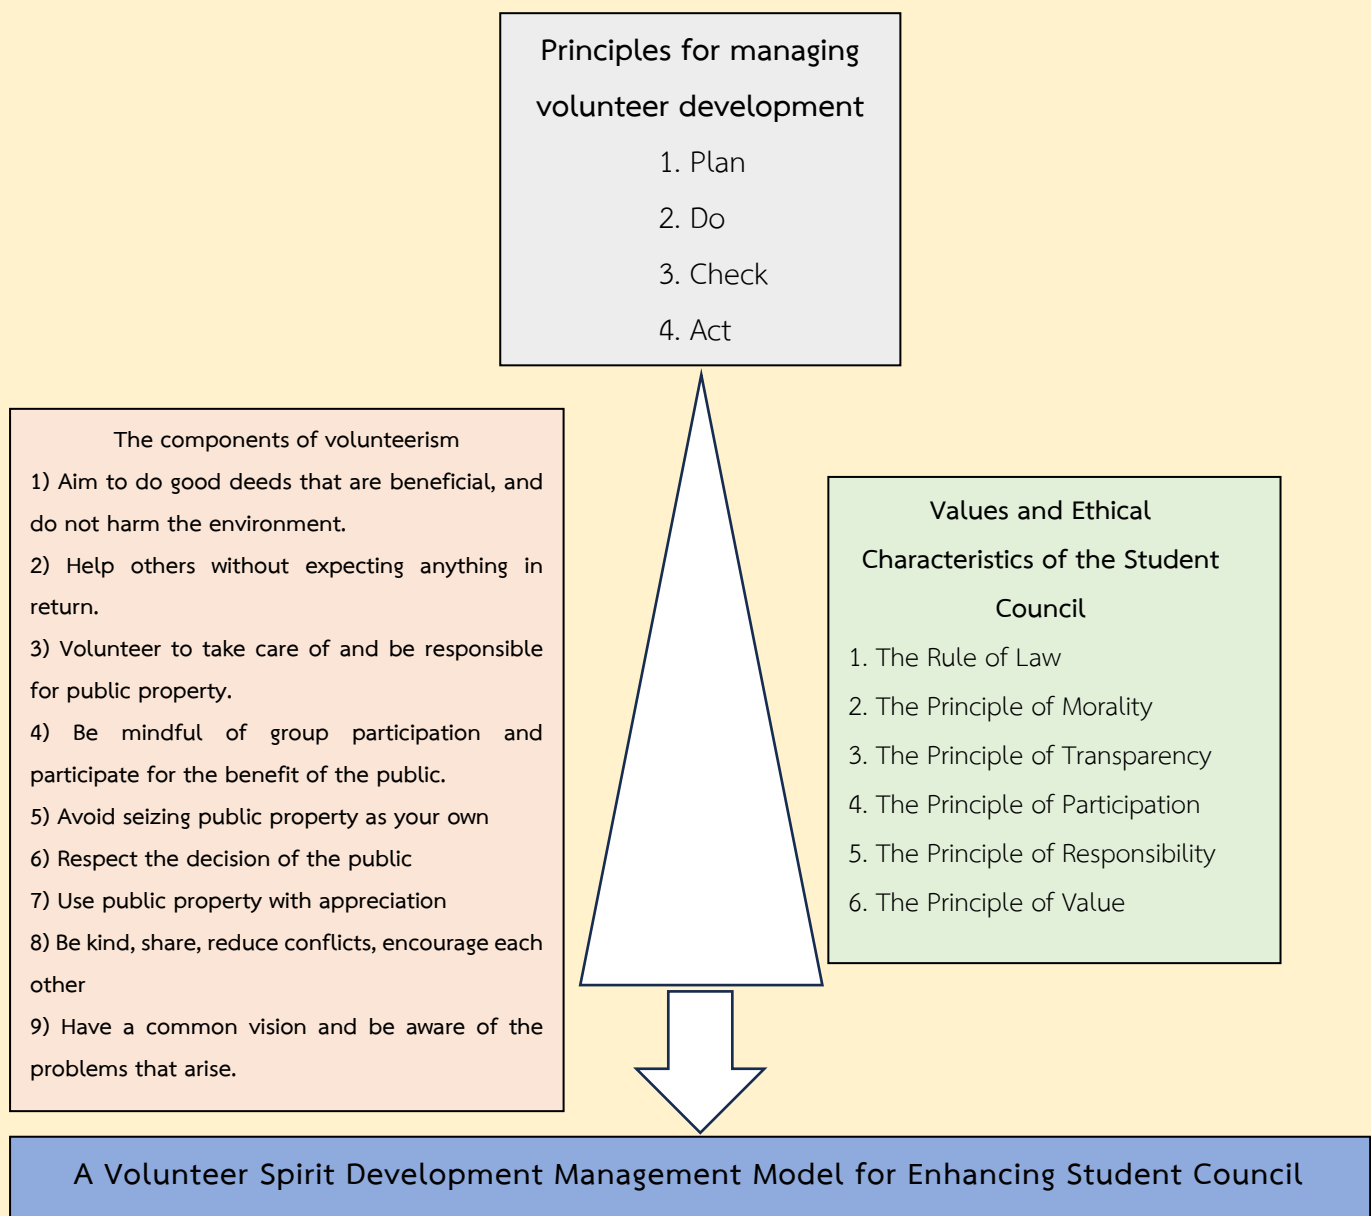 Principles for managing
volunteer development
1. Plan
2. Do
3. Check
4. Act
The components of volunteerism
1) Aim to do good deeds that are beneficial, and
do not harm the environment.
2) Help others without expecting anything in
return.
3) Volunteer to take care of and be responsible
for public property.
4) Be mindful of group participation and
participate for the benefit of the public.
5) Avoid seizing public property as your own
6) Respect the decision of the public
7) Use public property with appreciation
8) Be kind, share, reduce conflicts, encourage each
other
9) Have a common vision and be aware of the
problems that arise.
Values and Ethical
Characteristics of the Student
Council
1. The Rule of Law
2. The Principle of Morality
3. The Principle of Transparency
4. The Principle of Participation
5. The Principle of Responsibility
6. The Principle of Value
A Volunteer Spirit Development Management Model for Enhancing Student Council